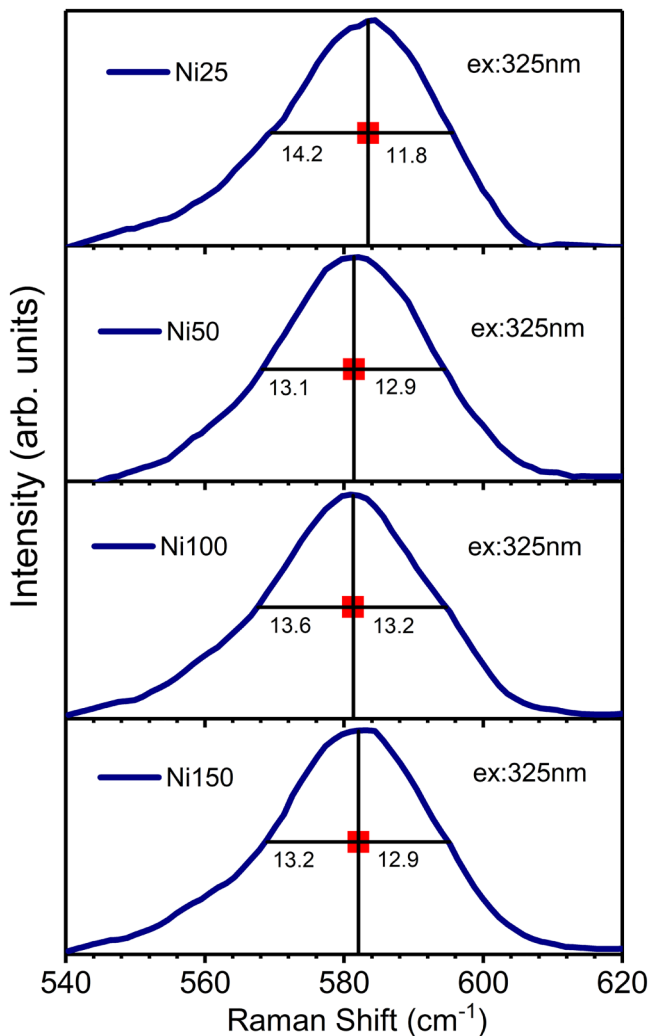 Ni25
ex:325nm
14.2
11.8
Ni50
ex:325nm
13.1
12.9
Ni100
ex:325nm
13.6
13.2
Ni150
ex:325nm
13.2
12.9
Intensity (arb. units)
540 560 580 600 620
Raman Shift (cm⁻¹)